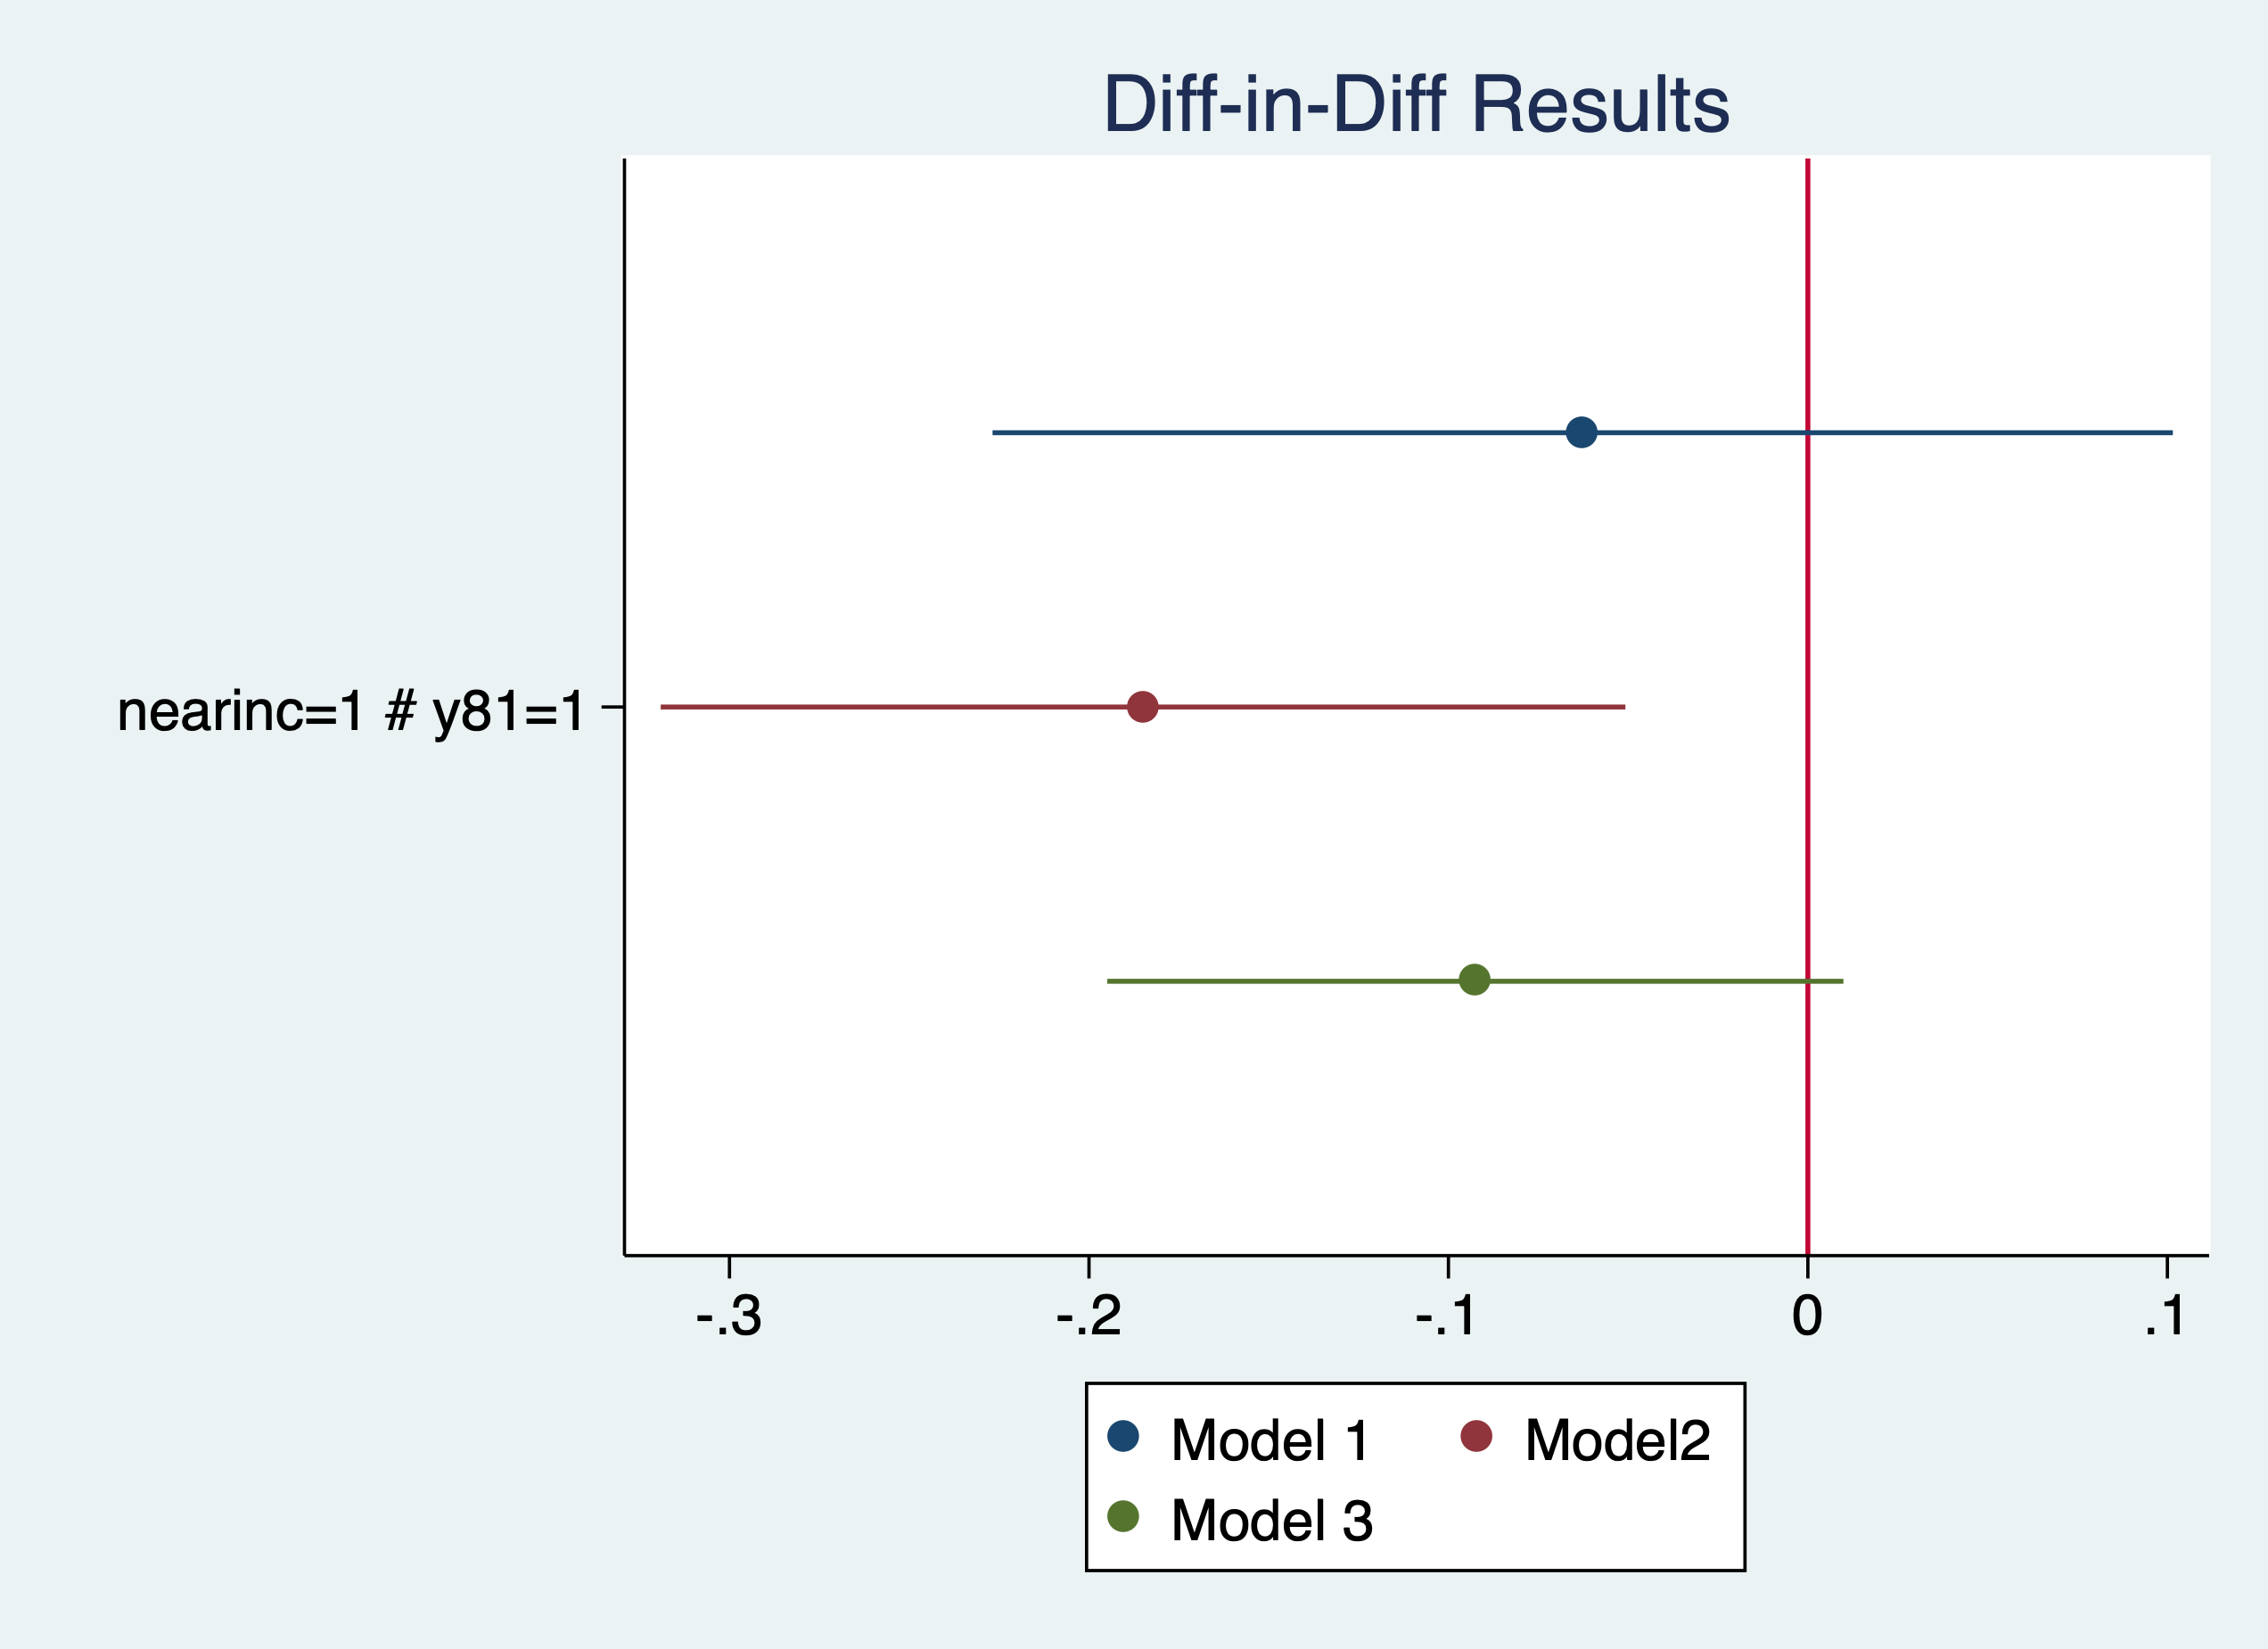 Diff-in-Diff Results
nearinc=1 # y81=1
-.3 -.2 -.1 0 .1
Model 1 Model2
Model 3